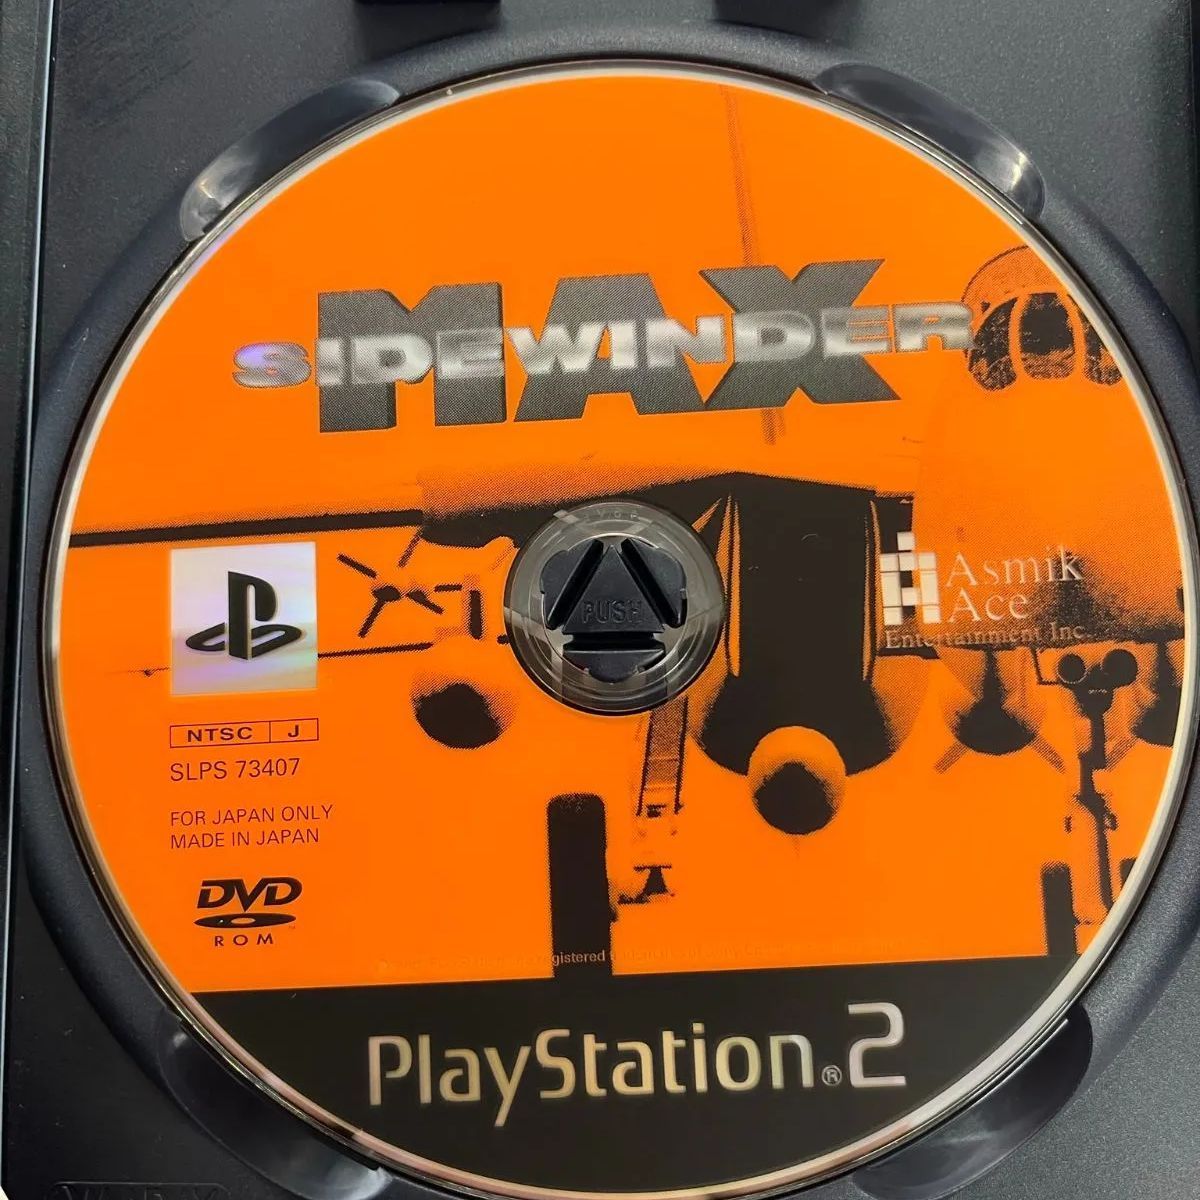 MAX
SIDEWINDER
Asmik
Ace
Entertainment Inc
PUSH
NTSC J
SLPS 73407
FOR JAPAN ONLY
MADE IN JAPAN
DVD
ROM
registered
PlayStation®2